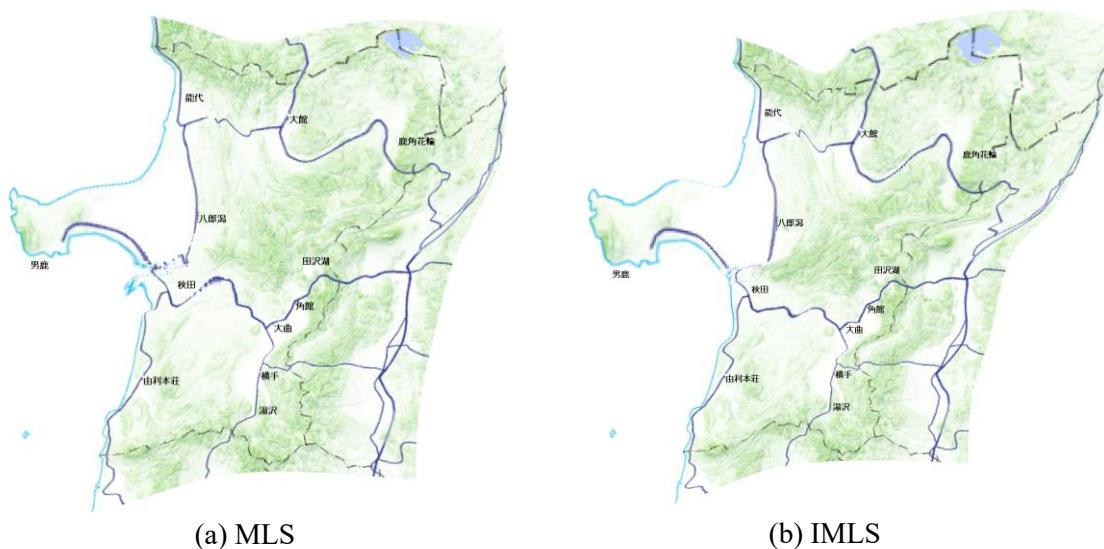 能代
大館
鹿角花輪
八郎潟
男鹿
田沢湖
秋田
角館
大曲
由利本荘
横手
湯沢
(a) MLS
能代
大館
鹿角花輪
八郎潟
男鹿
田沢湖
秋田
角館
大曲
由利本荘
横手
湯沢
(b) IMLS